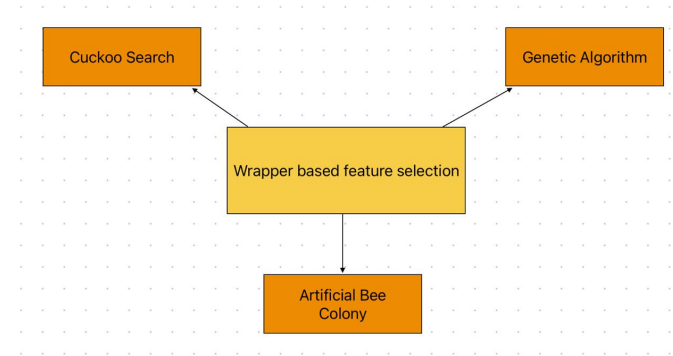 Cuckoo Search
Genetic Algorithm
Wrapper based feature selection
Artificial Bee
Colony